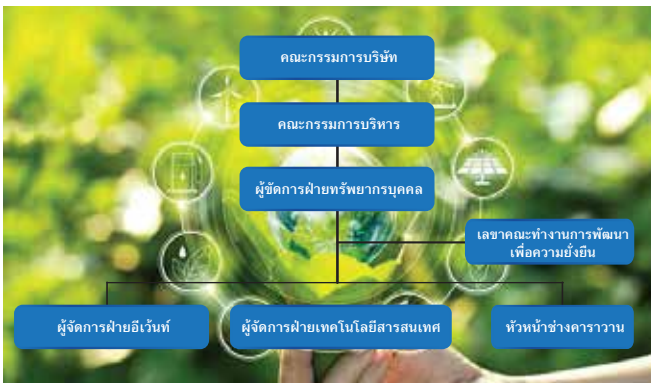 คณะกรรมการบริษัท
คณะกรรมการบริหาร
ผู้ขัดการฝ่ายทรัพยากรบุคคล
เลขาคณะทำงานการพัฒนา
เพื่อความยั่งยืน
ผู้จัดการฝ่ายอีเว้นท์
ผู้จัดการฝ่ายเทคโนโลยีสารสนเทศ
หัวหน้าช่างคาราวาน